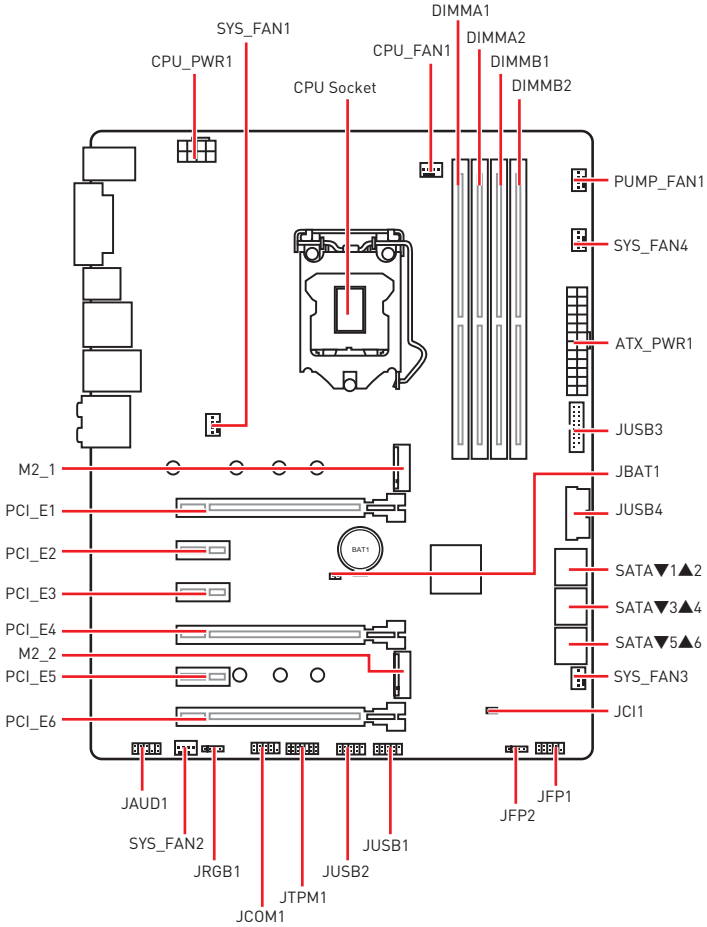 DIMMA1
SYS_FAN1
DIMMA2
CPU_FAN1
CPU_PWR1
DIMMB1
CPU Socket
DIMMB2
PUMP_FAN1
SYS_FAN4
ATX_PWR1
JUSB3
M2_1
JBAT1
PCI_E1
JUSB4
PCI_E2
BAT1
SATA▼1▲2
PCI_E3
SATA▼3▲4
PCI_E4
SATA▼5▲6
M2_2
PCI_E5
SYS_FAN3
PCI_E6
JCI1
JAUD1
JFP1
JFP2
SYS_FAN2
JUSB1
JRGB1
JUSB2
JTPM1
JCOM1